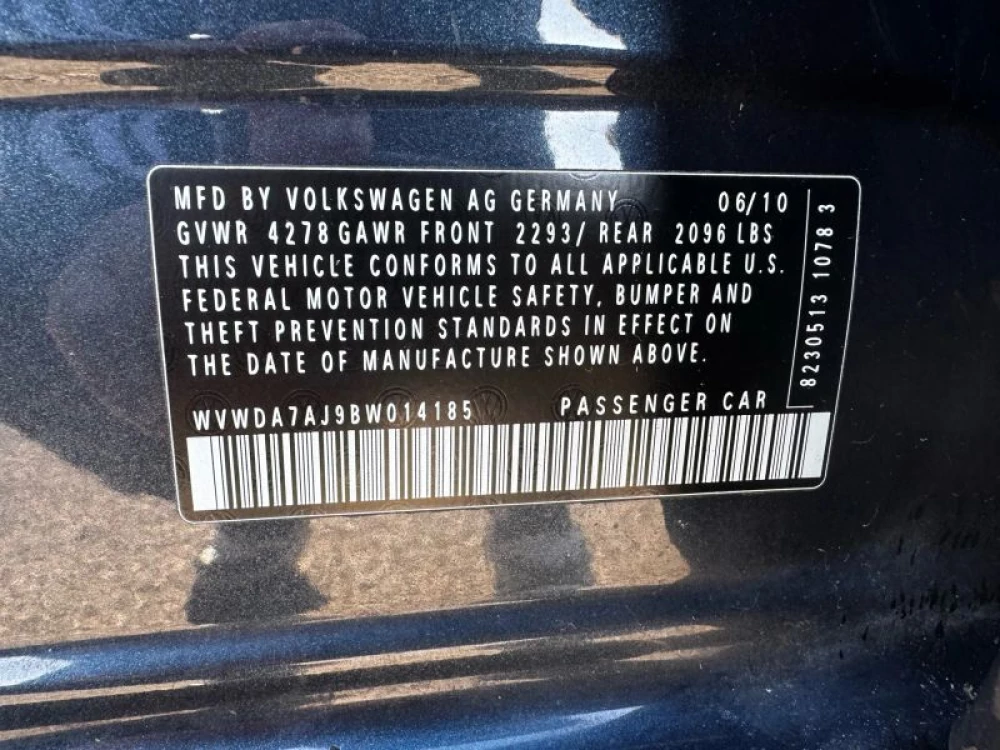 MFD BY VOLKSWAGEN AG GERMANY 06/10
GVWR 4278 GAWR FRONT 2293/ REAR 2096 LBS
THIS VEHICLE CONFORMS TO ALL APPLICABLE U.S.
FEDERAL MOTOR VEHICLE SAFETY, BUMPER AND
THEFT PREVENTION STANDARDS IN EFFECT ON
THE DATE OF MANUFACTURE SHOWN ABOVE.
WVWDA7AJ9BW014185 PASSENGER CAR
8230513 1078 3